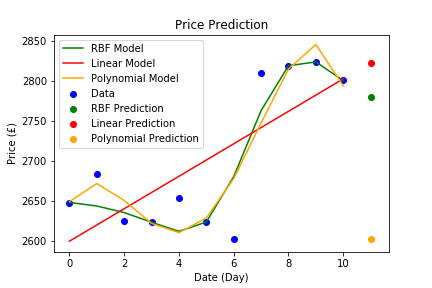 Price Prediction
Price (£)
2850
2800
2750
2700
2650
2600
RBF Model
Linear Model
Polynomial Model
Data
RBF Prediction
Linear Prediction
Polynomial Prediction
0 2 4 6 8 10
Date (Day)